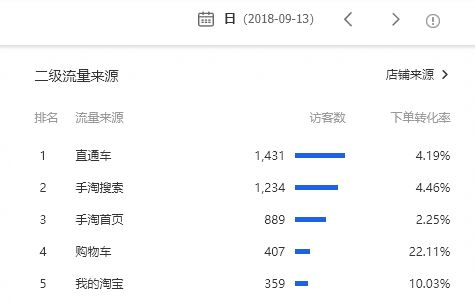 日（2018-09-13）
二级流量来源 店铺来源
排名 流量来源 访客数 下单转化率
1 直通车 1,431 4.19%
2 手淘搜索 1,234 4.46%
3 手淘首页 889 2.25%
4 购物车 407 22.11%
5 我的淘宝 359 10.03%